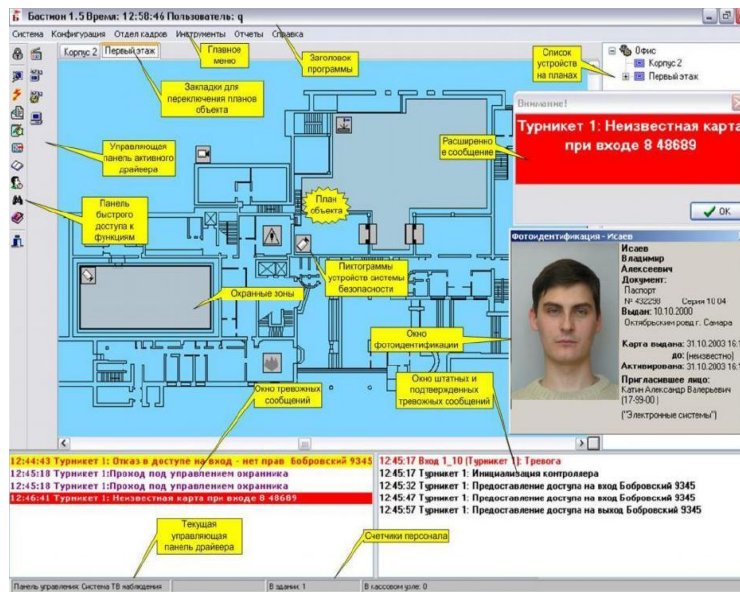 Бастион 1.5 Время: 12:58:46 Пользователь: q
Система Конфигурация Отдел кадров Инструменты Отчеты Справка
Корпус 2 Первый этаж
Главное
меню
Заголовок
программы
Список
устройств
на планах
Офис
Корпус 2
Первый этаж
Закладки для
переключения планов
объекта
Внимание!
Турникет 1: Неизвестная карта
при входе 8 48689
OK
Расширенно
е сообщение
Управляющая
панель активного
драйвера
Панель
быстрого
доступа к
функциям
План
объекта
Пиктограммы
устройств системы
безопасности
Охранные зоны
Окно
фотоидентификации
Фотоидентификация - Исаев
Исаев
Владимир
Алексеевич
Документ:
Паспорт
№ 432298 Серия 10 04
Выдан: 10.10.2000
Октябрьским ровд г. Самара
Карта выдана: 31.10.2003 16:1
до: (неизвестно)
Активирована: 31.10.2003 16:1
Пригласившее лицо:
Катин Александр Валерьевич
(17-99-00 )
("Электронные системы")
Окно тревожных
сообщений
Окно штатных и
подтвержденных
тревожных сообщений
12:44:43 Турникет 1: Отказ в доступе на вход - нет прав Бобровский 9345
12:45:18 Турникет 1:Проход под управлением охранника
12:45:18 Турникет 1:Проход под управлением охранника
12:46:41 Турникет 1: Неизвестная карта при входе 8 48689
12:45:17 Вход 1_10 (Турникет 1): Тревога
12:45:17 Турникет 1: Инициализация контроллера
12:45:32 Турникет 1: Предоставление доступа на вход Бобровский 9345
12:45:47 Турникет 1: Предоставление доступа на вход Бобровский 9345
12:45:57 Турникет 1: Предоставление доступа на выход Бобровский 9345
Текущая
управляющая
панель драйвера
Счетчики персонала
Панель управления: Система ТВ наблюдения В здании: 1 В кассовом узле: 0